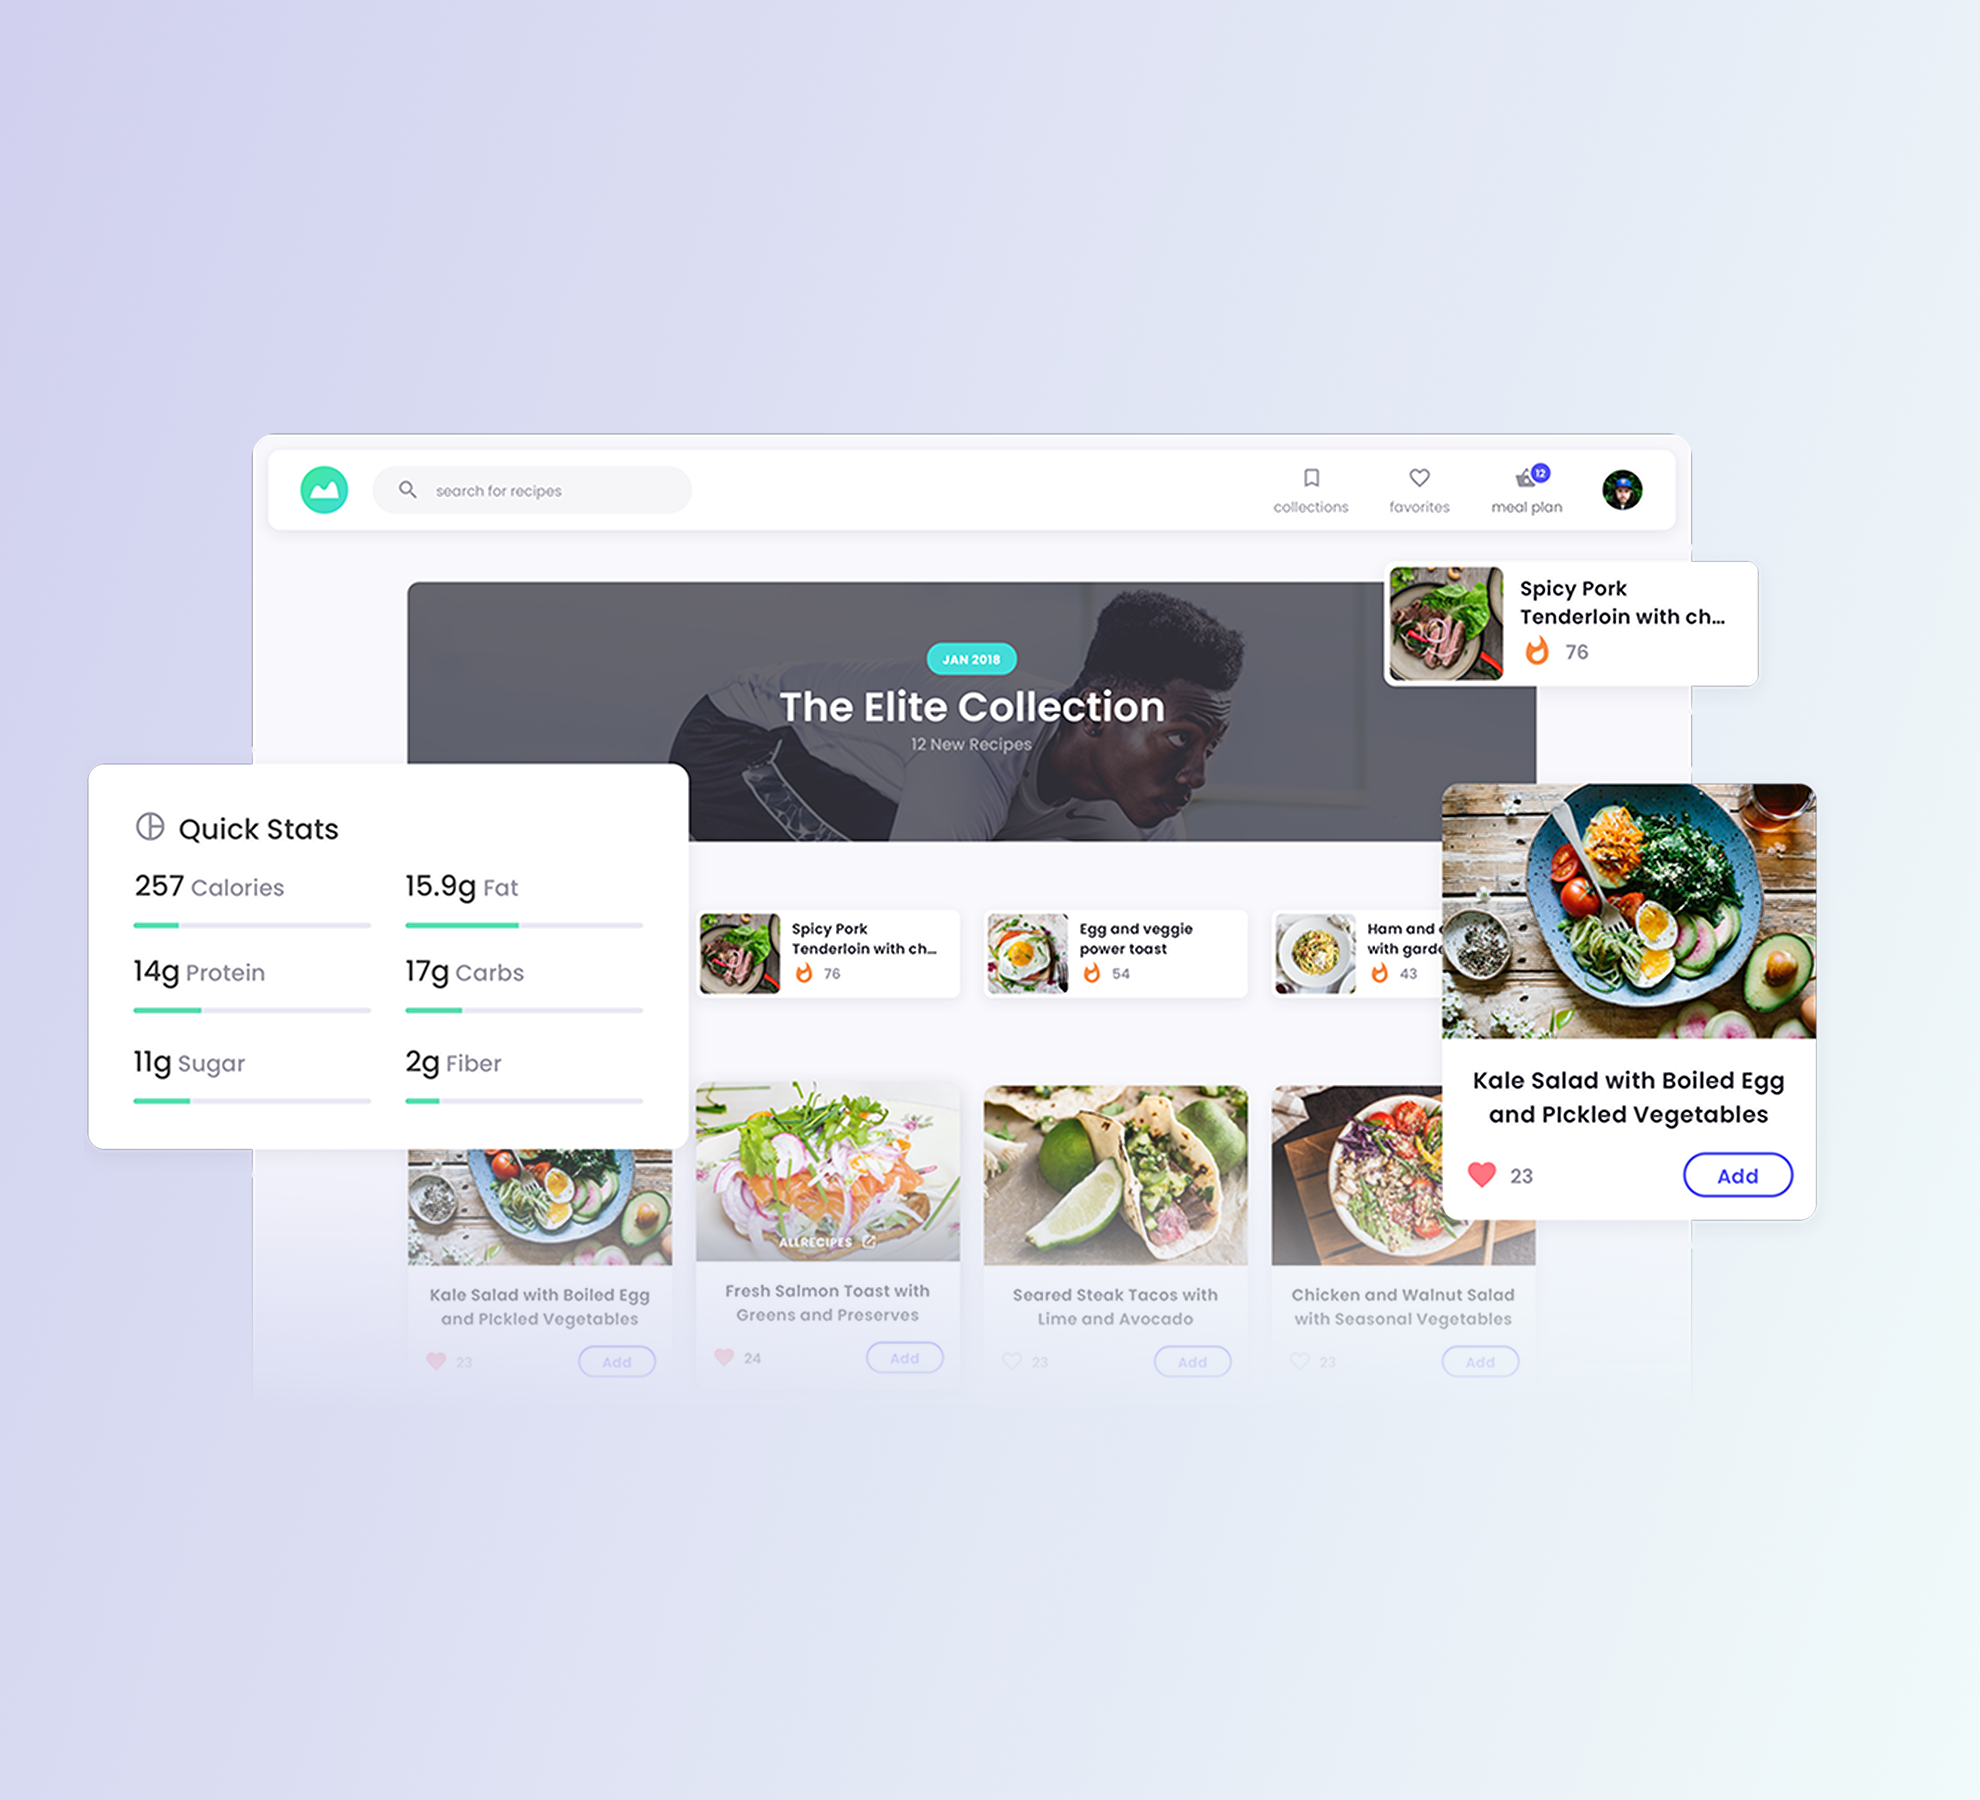 search for recipes
collections
favorites
12
meal plan
Spicy Pork
Tenderloin with ch...
76
JAN 2018
The Elite Collection
12 New Recipes
Quick Stats
257 Calories
15.9g Fat
14g Protein
17g Carbs
11g Sugar
2g Fiber
Spicy Pork
Tenderloin with ch...
76
Egg and veggie
power toast
54
Ham and
with garde
43
Kale Salad with Boiled Egg
and PIckled Vegetables
23
Add
ALLRECIPES
Kale Salad with Boiled Egg
and PIckled Vegetables
23
Add
Fresh Salmon Toast with
Greens and Preserves
24
Add
Seared Steak Tacos with
Lime and Avocado
23
Add
Chicken and Walnut Salad
with Seasonal Vegetables
23
Add